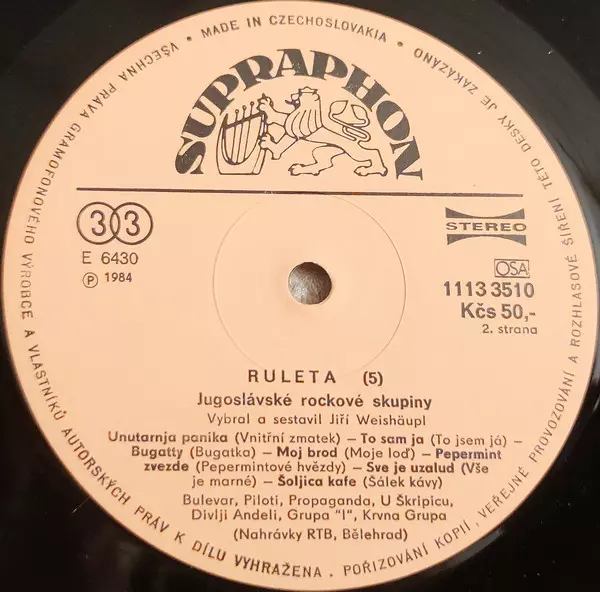 VŠECHNA PRÁVA GRAMOFONOVÉHO VÝROBCE A VLASTNÍKŮ AUTORSKÝCH PRÁV K DÍLU VYHRAŽENA. POŘIZOVÁNÍ KOPIÍ, VEŘEJNÉ PROVOZOVÁNÍ A ROZHLASOVÉ ŠÍŘENÍ TÉTO DESKY JE ZAKÁZÁNO • MADE IN CZECHOSLOVAKIA •
SUPRAPHON
33
E 6430
Ⓟ 1984
STEREO
OSA
1113 3510
Kčs 50,-
2. strana
RULETA (5)
Jugoslávské rockové skupiny
Vybral a sestavil Jiří Weishäupl
Unutarnja panika (Vnitřní zmatek) – To sam ja (To jsem já) –
Bugatty (Bugatka) – Moj brod (Moje loď) – Pepermint
zvezde (Pepermintové hvězdy) – Sve je uzalud (Vše
je marné) – Šoljica kafe (Šálek kávy)
Bulevar, Piloti, Propaganda, U Škripicu,
Divlji Andeli, Grupa "I", Krvna Grupa
(Nahrávky RTB, Bělehrad)